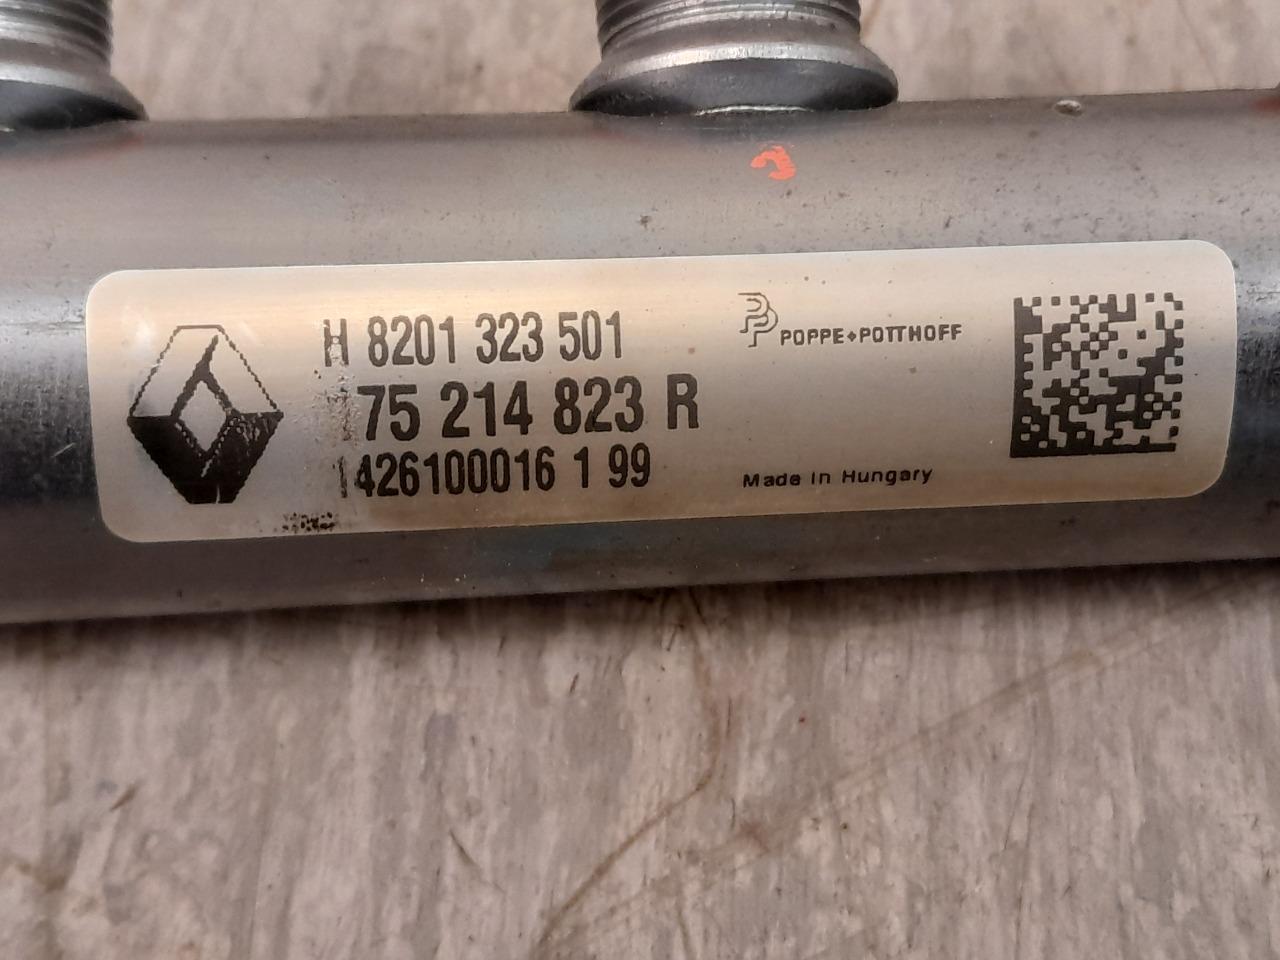 H 8201 323 501
175 214 823 R
1426100016 1 99
POPPE+POTTHOFF
Made in Hungary